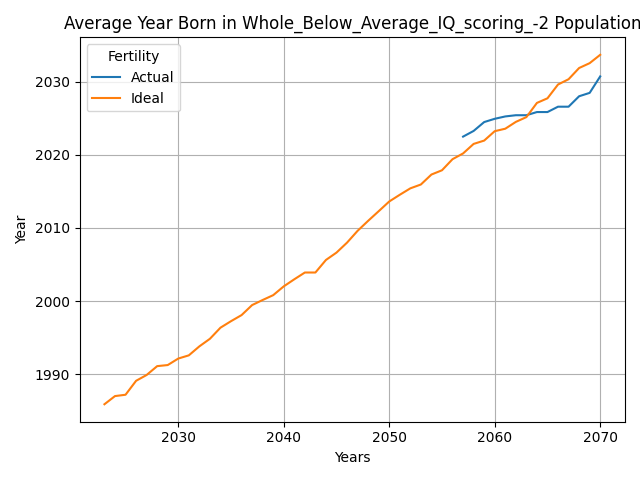 Average Year Born in Whole_Below_Average_IQ_scoring_-2 Population
Fertility
Actual
Ideal
2030
2020
2010
2000
1990
Year
2030 2040 2050 2060 2070
Years